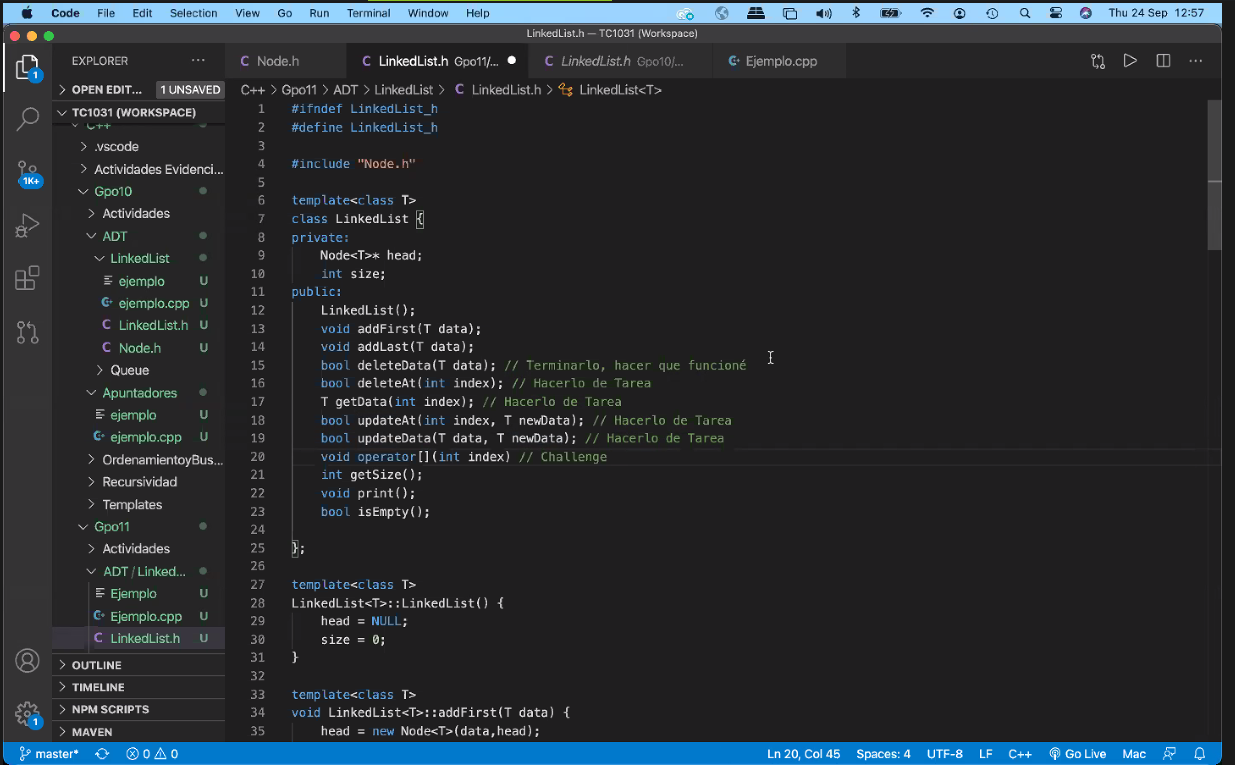 Code File Edit Selection View Go Run Terminal Window Help Thu 24 Sep 12:57
LinkedList.h — TC1031 (Workspace)
EXPLORER ···
Node.h LinkedList.h Gpo11/... LinkedList.h Gpo10/... Ejemplo.cpp
OPEN EDIT... 1 UNSAVED
C++ > Gpo11 > ADT > LinkedList > C LinkedList.h > LinkedList<T>
TC1031 (WORKSPACE)
C++
.vscode
Actividades Evidenci...
Gpo10
Actividades
ADT
LinkedList
ejemplo U
ejemplo.cpp U
LinkedList.h U
Node.h U
Queue
Apuntadores
ejemplo U
ejemplo.cpp U
OrdenamientoyBus...
Recursividad
Templates
Gpo11
Actividades
ADT / Linked...
Ejemplo U
Ejemplo.cpp U
LinkedList.h U
OUTLINE
TIMELINE
NPM SCRIPTS
MAVEN
1
1K+
1
1 #ifndef LinkedList_h
2 #define LinkedList_h
3
4 #include "Node.h"
5
6 template<class T>
7 class LinkedList {
8 private:
9 Node<T>* head;
10 int size;
11 public:
12 LinkedList();
13 void addFirst(T data);
14 void addLast(T data);
15 bool deleteData(T data); // Terminarlo, hacer que funcioné
16 bool deleteAt(int index); // Hacerlo de Tarea
17 T getData(int index); // Hacerlo de Tarea
18 bool updateAt(int index, T newData); // Hacerlo de Tarea
19 bool updateData(T data, T newData); // Hacerlo de Tarea
20 void operator[](int index) // Challenge
21 int getSize();
22 void print();
23 bool isEmpty();
24
25 };
26
27 template<class T>
28 LinkedList<T>::LinkedList() {
29 head = NULL;
30 size = 0;
31 }
32
33 template<class T>
34 void LinkedList<T>::addFirst(T data) {
35 head = new Node<T>(data,head);
master* 0 0 Ln 20, Col 45 Spaces: 4 UTF-8 LF C++ Go Live Mac